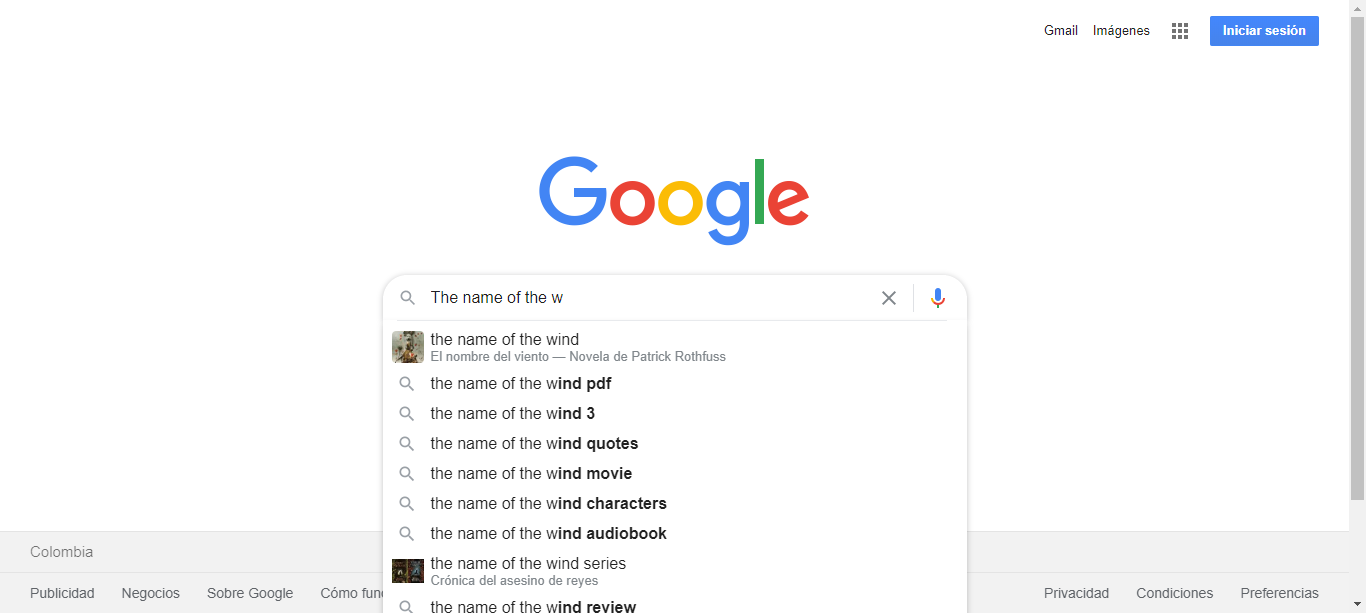 Gmail Imágenes Iniciar sesión
Google
The name of the w
the name of the wind
El nombre del viento — Novela de Patrick Rothfuss
the name of the wind pdf
the name of the wind 3
the name of the wind quotes
the name of the wind movie
the name of the wind characters
the name of the wind audiobook
the name of the wind series
Crónica del asesino de reyes
the name of the wind review
Colombia
Publicidad Negocios Sobre Google Cómo fun
Privacidad Condiciones Preferencias